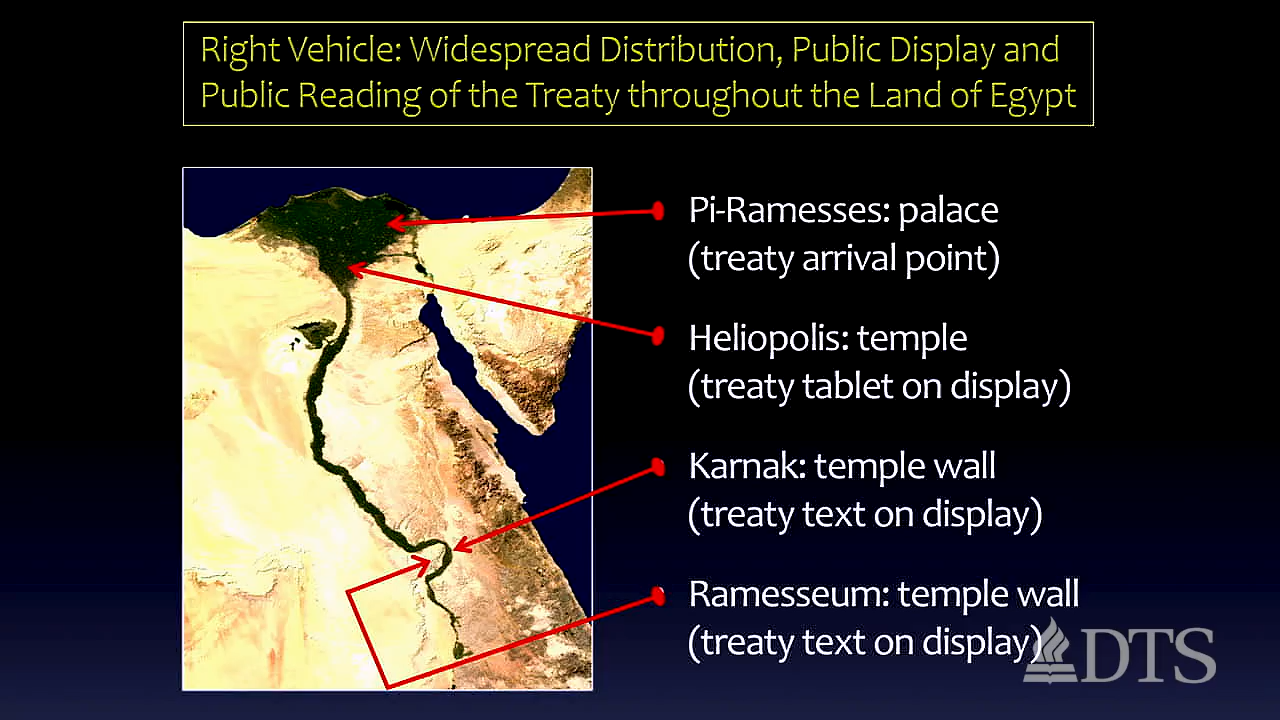 Right Vehicle: Widespread Distribution, Public Display and
Public Reading of the Treaty throughout the Land of Egypt
Pi-Ramesses: palace
(treaty arrival point)
Heliopolis: temple
(treaty tablet on display)
Karnak: temple wall
(treaty text on display)
Ramesseum: temple wall
(treaty text on display)
DTS